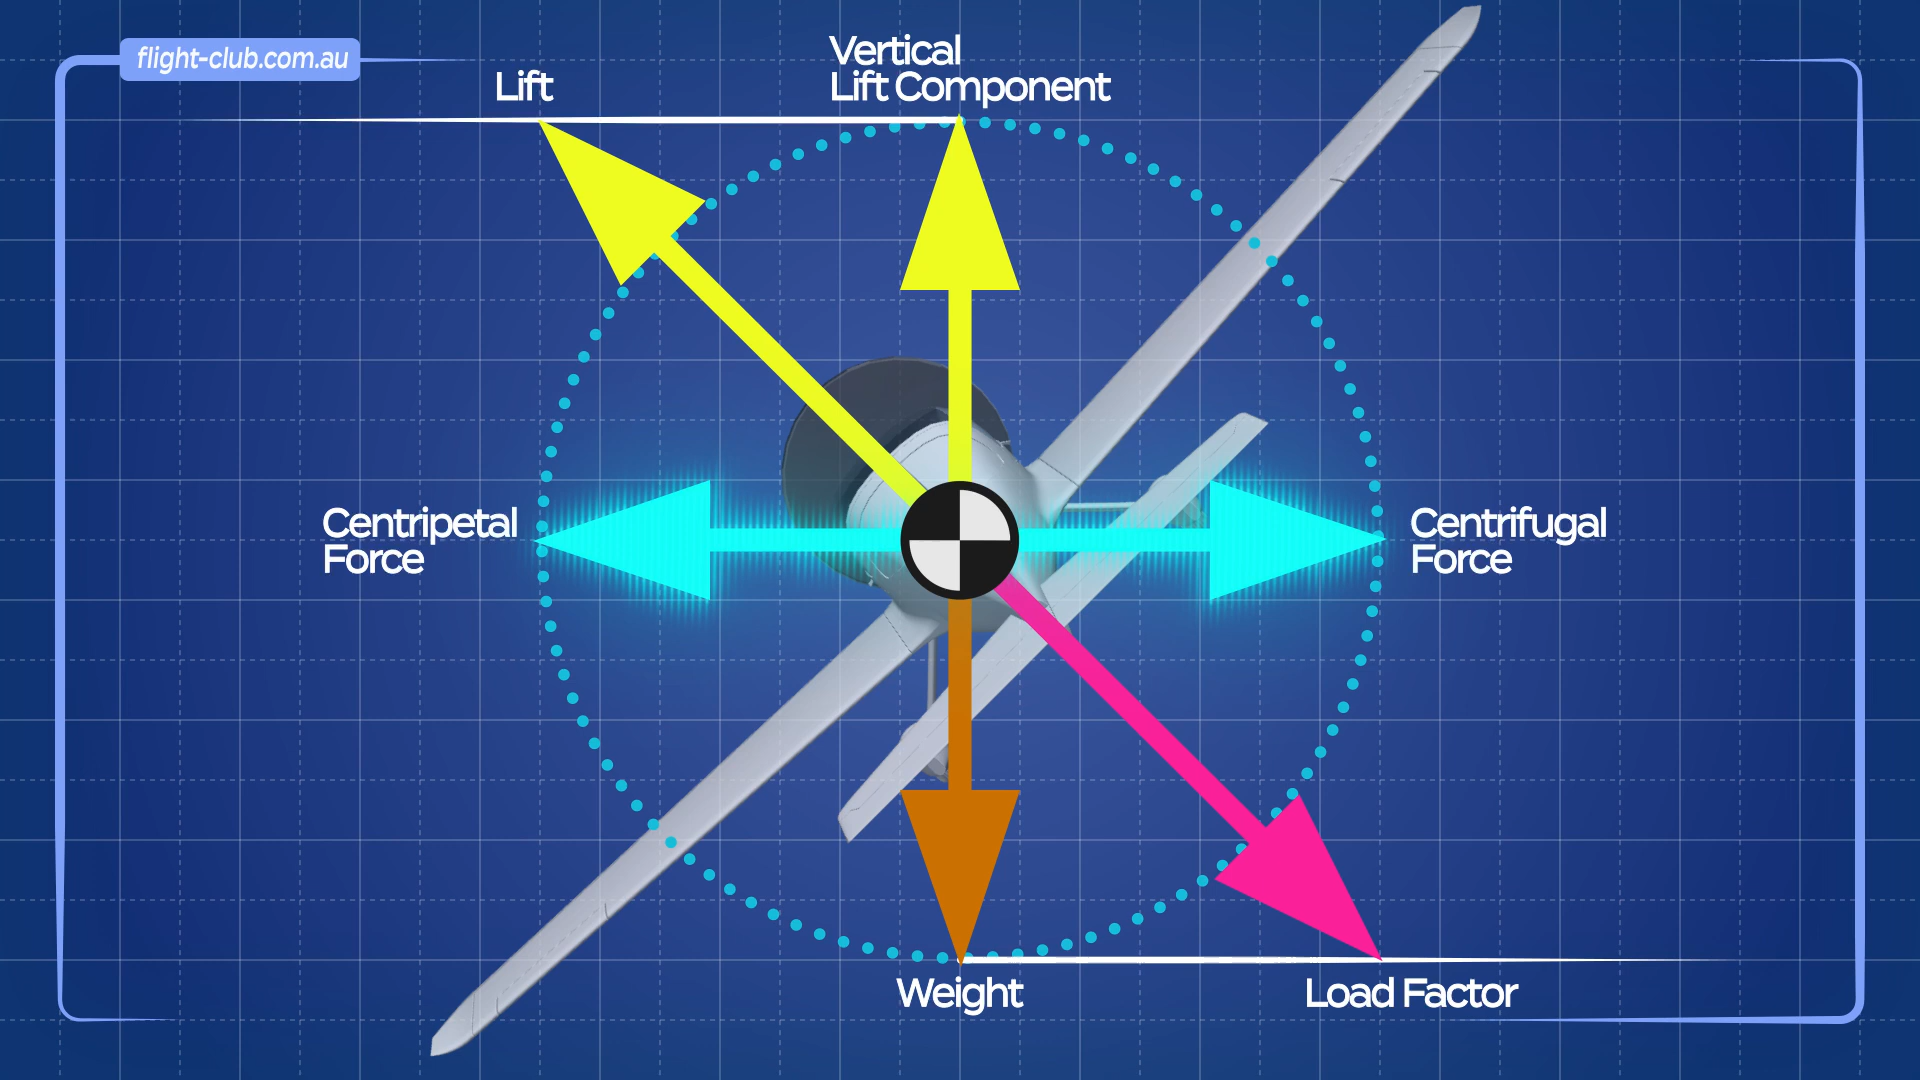 flight-club.com.au
Lift
Vertical
Lift Component
Centripetal
Force
Centrifugal
Force
Weight
Load Factor